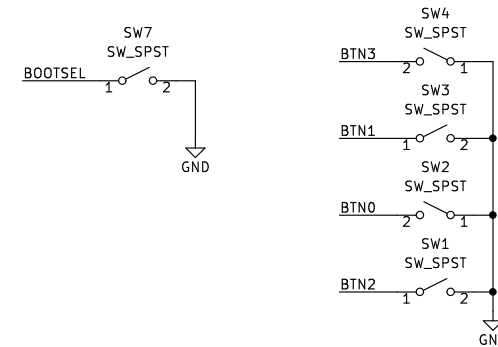 SW7
SW_SPST
BOOTSEL
1 2
GND
SW4
SW_SPST
BTN3
2 1
SW3
SW_SPST
BTN1
1 2
SW2
SW_SPST
BTN0
2 1
SW1
SW_SPST
BTN2
1 2
GN